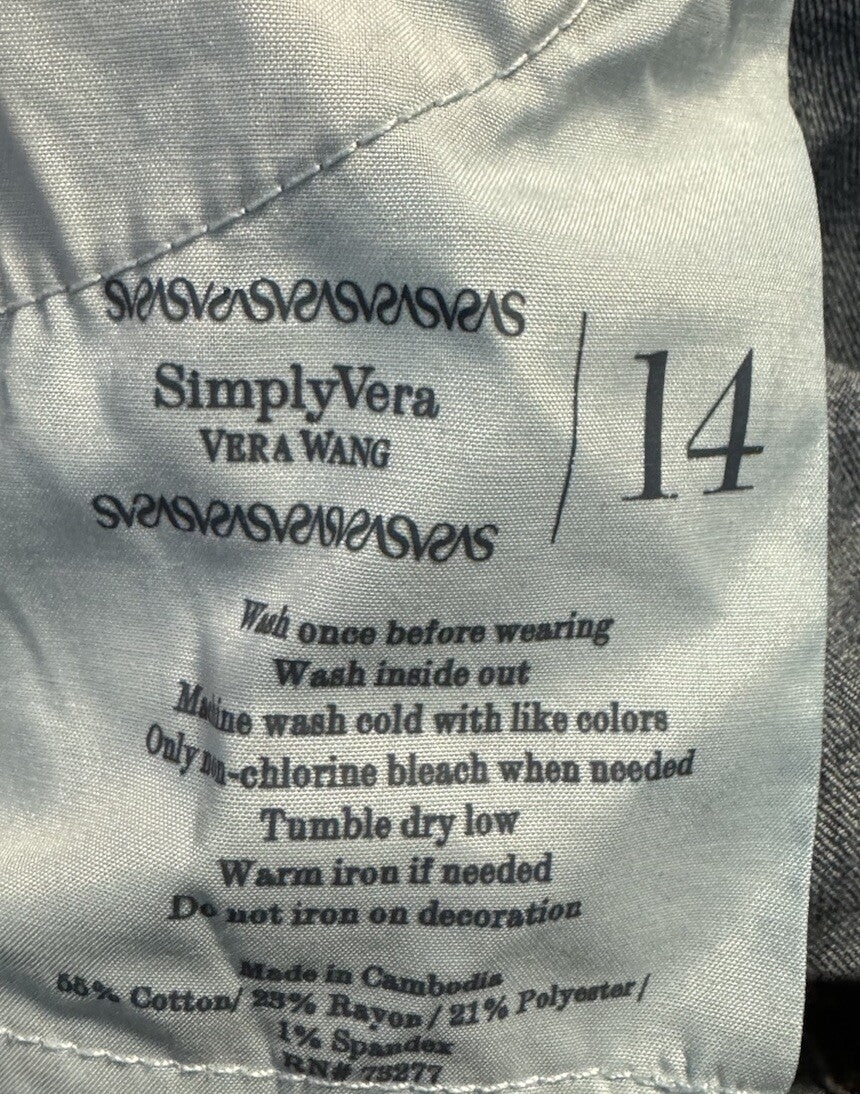 SimplyVera
VERA WANG
14
Wash once before wearing
Wash inside out
Machine wash cold with like colors
Only non-chlorine bleach when needed
Tumble dry low
Warm iron if needed
Do not iron on decoration
Made in Cambodia
55% Cotton/ 23% Rayon/ 21% Polyester/
1% Spandex
RN# 73277